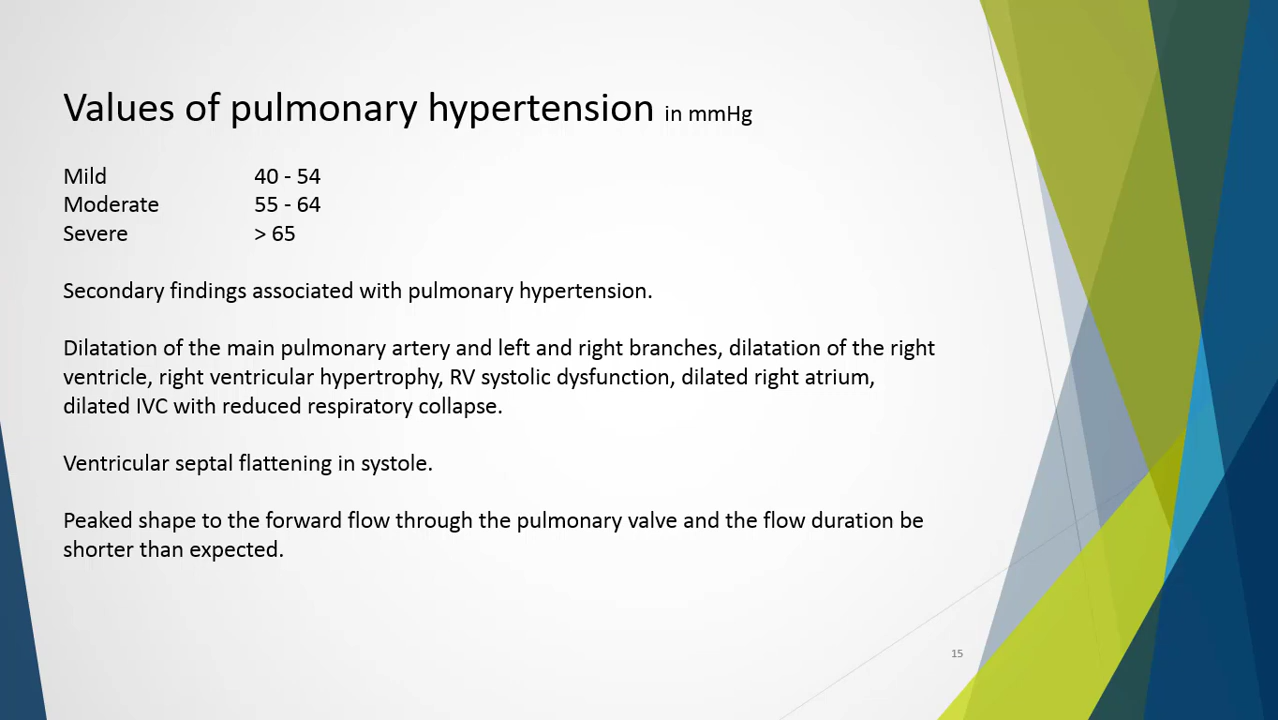 Values of pulmonary hypertension in mmHg
Mild 40 - 54
Moderate 55 - 64
Severe > 65
Secondary findings associated with pulmonary hypertension.
Dilatation of the main pulmonary artery and left and right branches, dilatation of the right
ventricle, right ventricular hypertrophy, RV systolic dysfunction, dilated right atrium,
dilated IVC with reduced respiratory collapse.
Ventricular septal flattening in systole.
Peaked shape to the forward flow through the pulmonary valve and the flow duration be
shorter than expected.
15